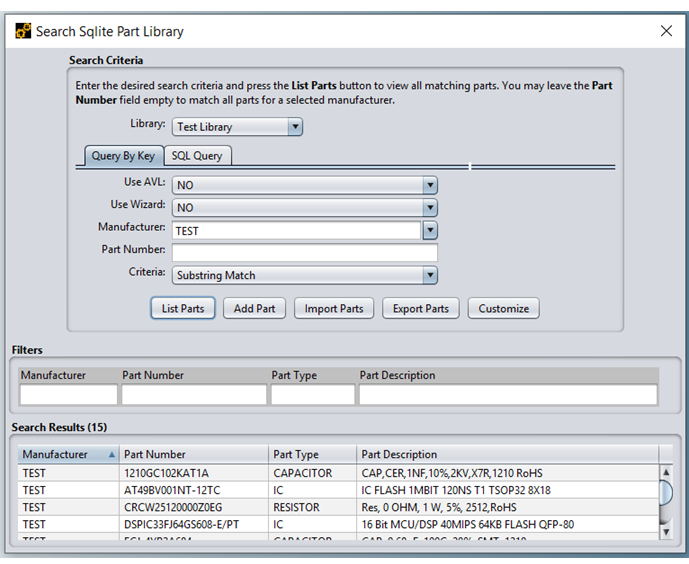 Search Sqlite Part Library
Search Criteria
Enter the desired search criteria and press the List Parts button to view all matching parts. You may leave the Part
Number field empty to match all parts for a selected manufacturer.
Library: Test Library
Query By Key SQL Query
Use AVL: NO
Use Wizard: NO
Manufacturer: TEST
Part Number:
Criteria: Substring Match
List Parts Add Part Import Parts Export Parts Customize
Filters
Manufacturer Part Number Part Type Part Description
Search Results (15)
Manufacturer Part Number Part Type Part Description
TEST 1210GC102KAT1A CAPACITOR CAP,CER,1NF,10%,2KV,X7R,1210 RoHS
TEST AT49BV001NT-12TC IC IC FLASH 1MBIT 120NS T1 TSOP32 8X18
TEST CRCW25120000Z0EG RESISTOR Res, 0 OHM, 1 W, 5%, 2512,RoHS
TEST DSPIC33FJ64GS608-E/PT IC 16 Bit MCU/DSP 40MIPS 64KB FLASH QFP-80
TEST CAPACITOR